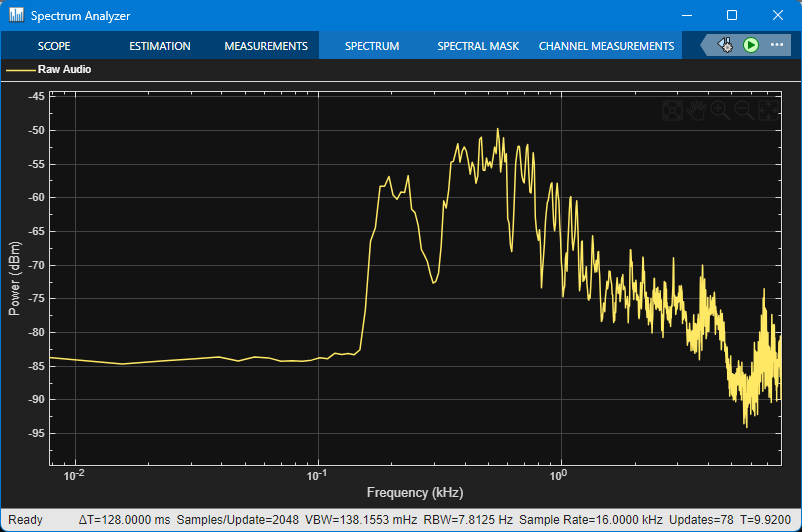 Spectrum Analyzer
SCOPE ESTIMATION MEASUREMENTS SPECTRUM SPECTRAL MASK CHANNEL MEASUREMENTS
Raw Audio
-45
-50
-55
-60
-65
-70
-75
-80
-85
-90
-95
Power (dBm)
10⁻² 10⁻¹ 10⁰
Frequency (kHz)
Ready ΔT=128.0000 ms Samples/Update=2048 VBW=138.1553 mHz RBW=7.8125 Hz Sample Rate=16.0000 kHz Updates=78 T=9.9200